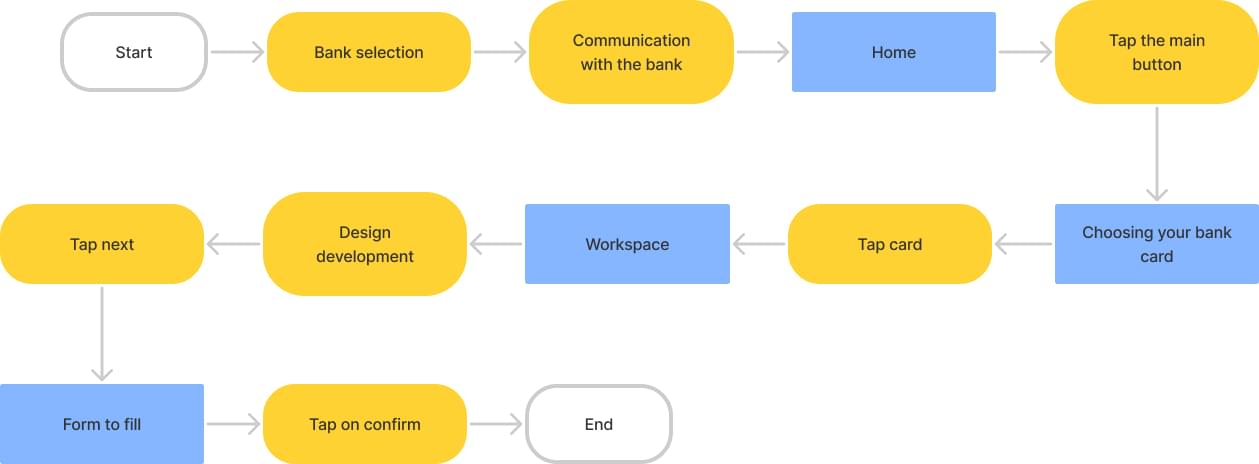 Start
Bank selection
Communication
with the bank
Home
Tap the main
button
Tap next
Design
development
Workspace
Tap card
Choosing your bank
card
Form to fill
Tap on confirm
End